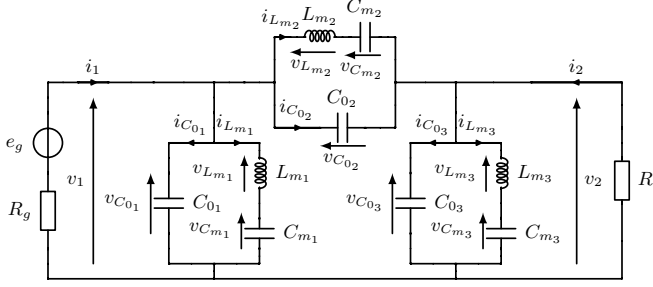 C_{m_2}
i_{L_{m_2}} L_{m_2}
v_{L_{m_2}} v_{C_{m_2}}
i_1 i_2
i_{C_{0_2}} C_{0_2}
i_{C_{0_1}} i_{L_{m_1}} i_{C_{0_3}} i_{L_{m_3}}
e_g v_{C_{0_2}}
v_{L_{m_1}} L_{m_1} v_{L_{m_3}} L_{m_3}
v_1 v_2 R
v_{C_{0_1}} C_{0_1} v_{C_{0_3}} C_{0_3}
R_g
v_{C_{m_1}} C_{m_1} v_{C_{m_3}} C_{m_3}